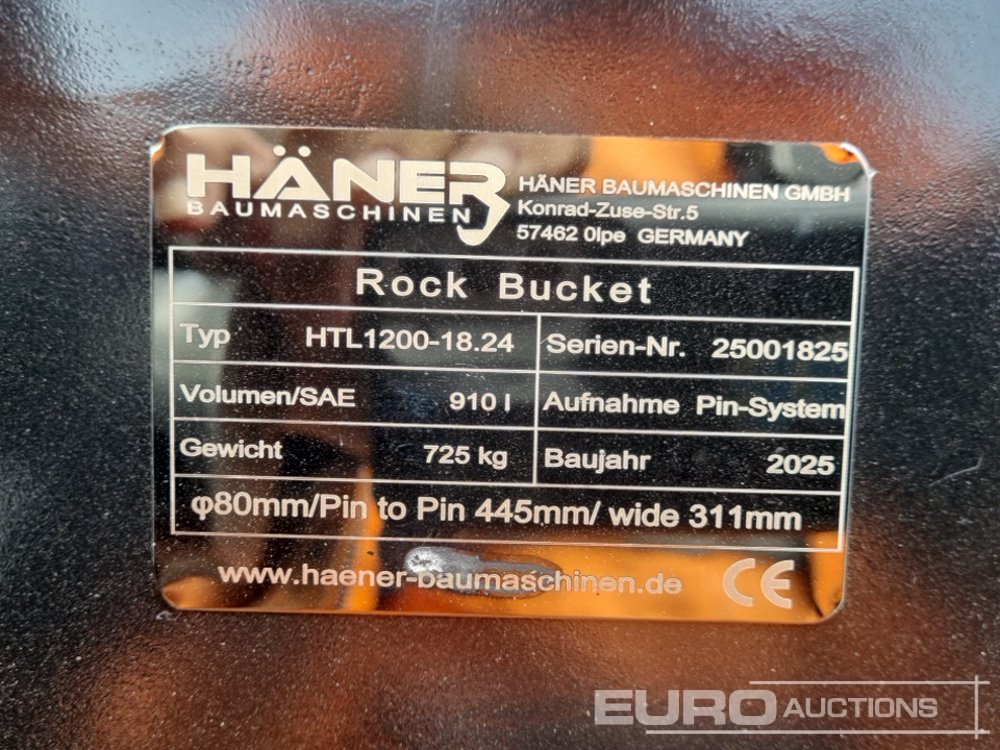 HÄNER
BAUMASCHINEN
HÄNER BAUMASCHINEN GMBH
Konrad-Zuse-Str.5
57462 Olpe GERMANY
Rock Bucket
Typ HTL1200-18.24 Serien-Nr. 25001825
Volumen/SAE 910 l Aufnahme Pin-System
Gewicht 725 kg Baujahr 2025
φ80mm/Pin to Pin 445mm/ wide 311mm
www.haener-baumaschinen.de CE
EURO AUCTIONS